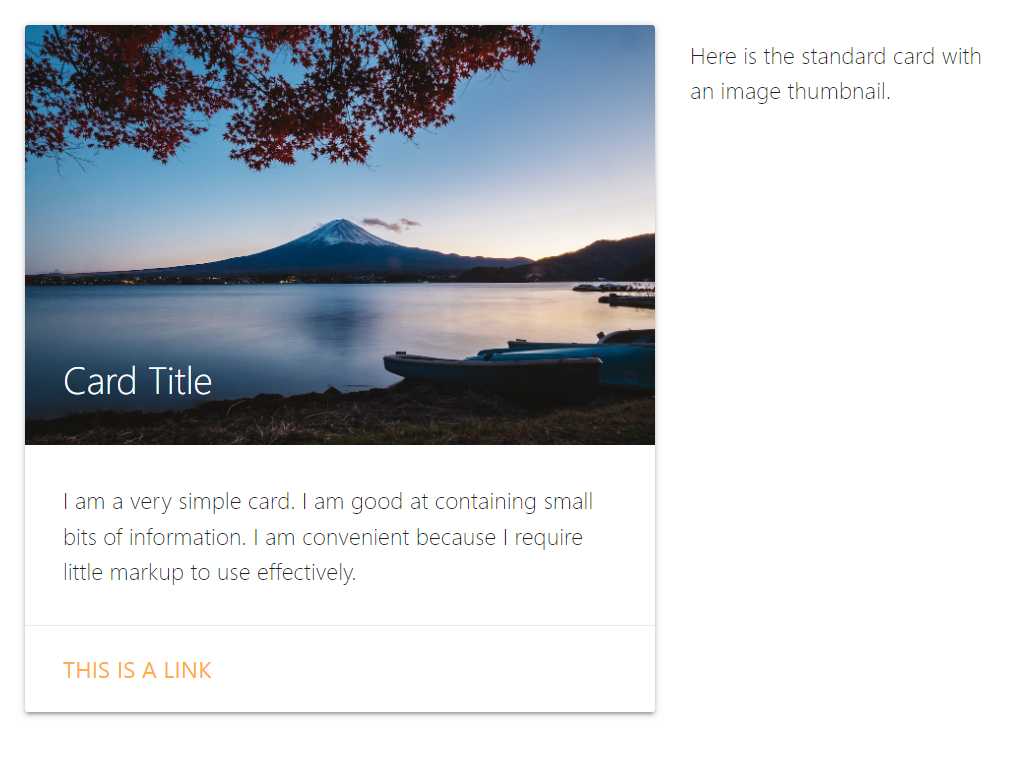 Card Title
I am a very simple card. I am good at containing small
bits of information. I am convenient because I require
little markup to use effectively.
THIS IS A LINK
Here is the standard card with
an image thumbnail.